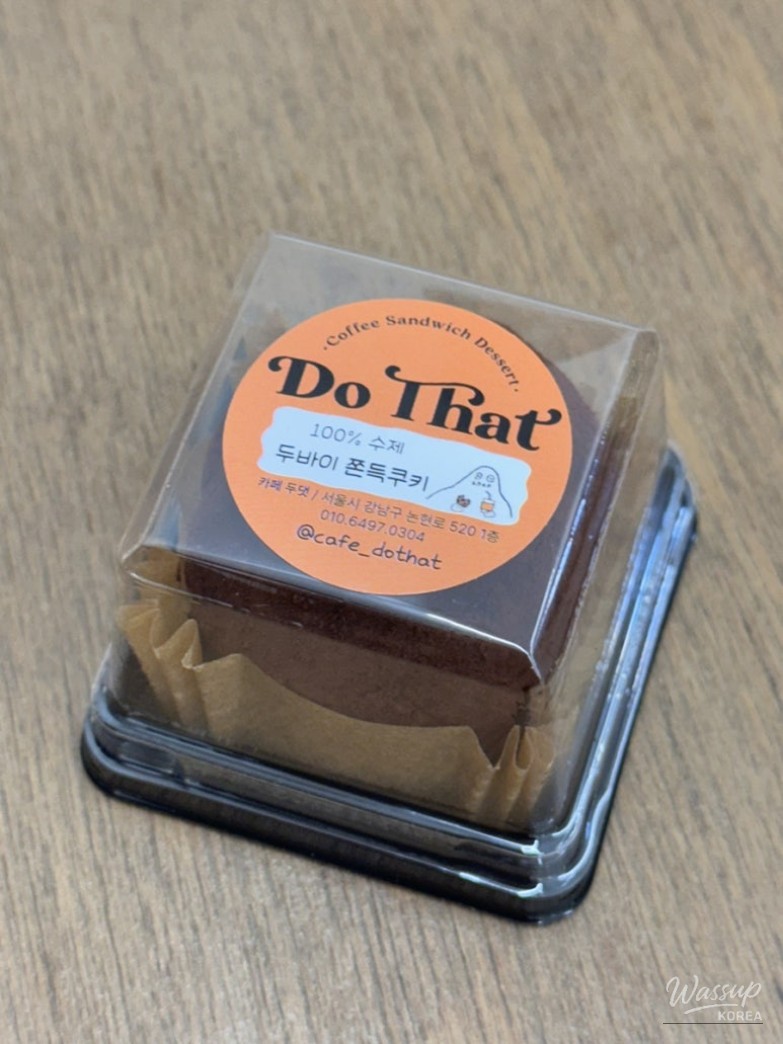 ·Coffee Sandwich Dessert·
Do That
100% 수제
두바이 쫀득쿠키
카페 두댓 / 서울시 강남구 논현로 520 1층
010.6497.0304
@cafe_dothat
Wassup
KOREA